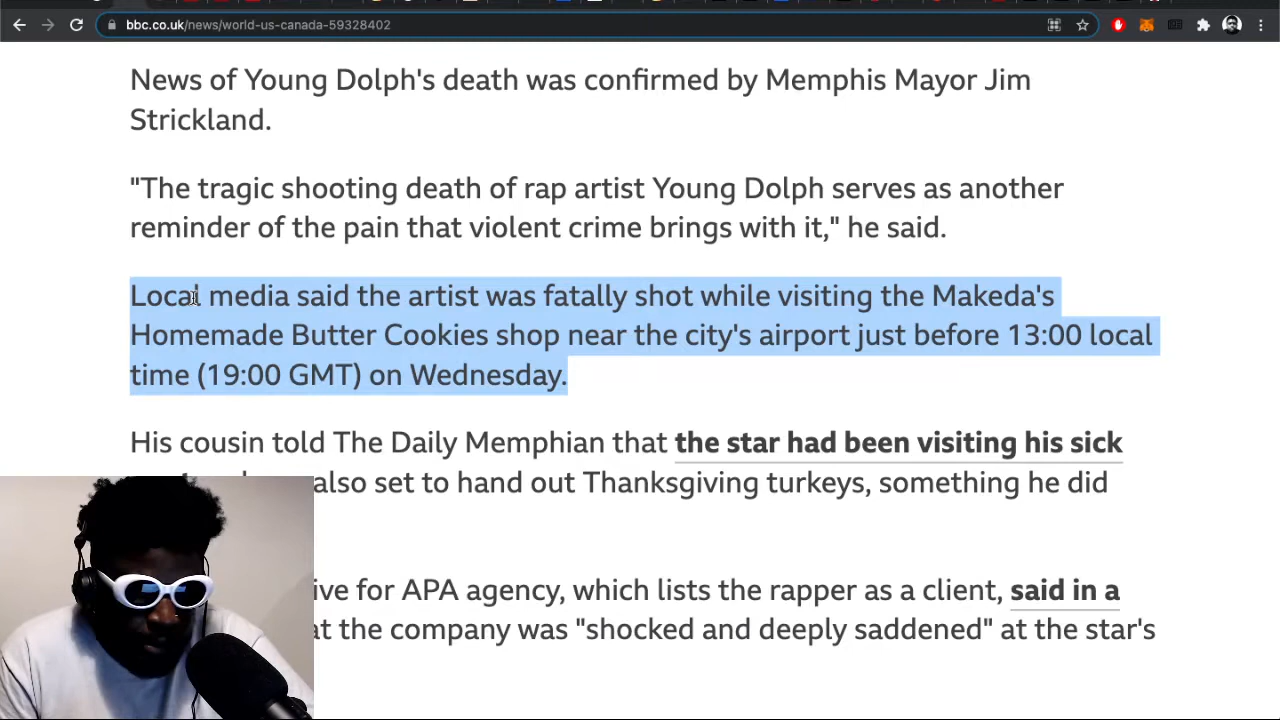 bbc.co.uk/news/world-us-canada-59328402
News of Young Dolph's death was confirmed by Memphis Mayor Jim
Strickland.
"The tragic shooting death of rap artist Young Dolph serves as another
reminder of the pain that violent crime brings with it," he said.
Local media said the artist was fatally shot while visiting the Makeda's
Homemade Butter Cookies shop near the city's airport just before 13:00 local
time (19:00 GMT) on Wednesday.
His cousin told The Daily Memphian that the star had been visiting his sick
also set to hand out Thanksgiving turkeys, something he did
ive for APA agency, which lists the rapper as a client, said in a
at the company was "shocked and deeply saddened" at the star's